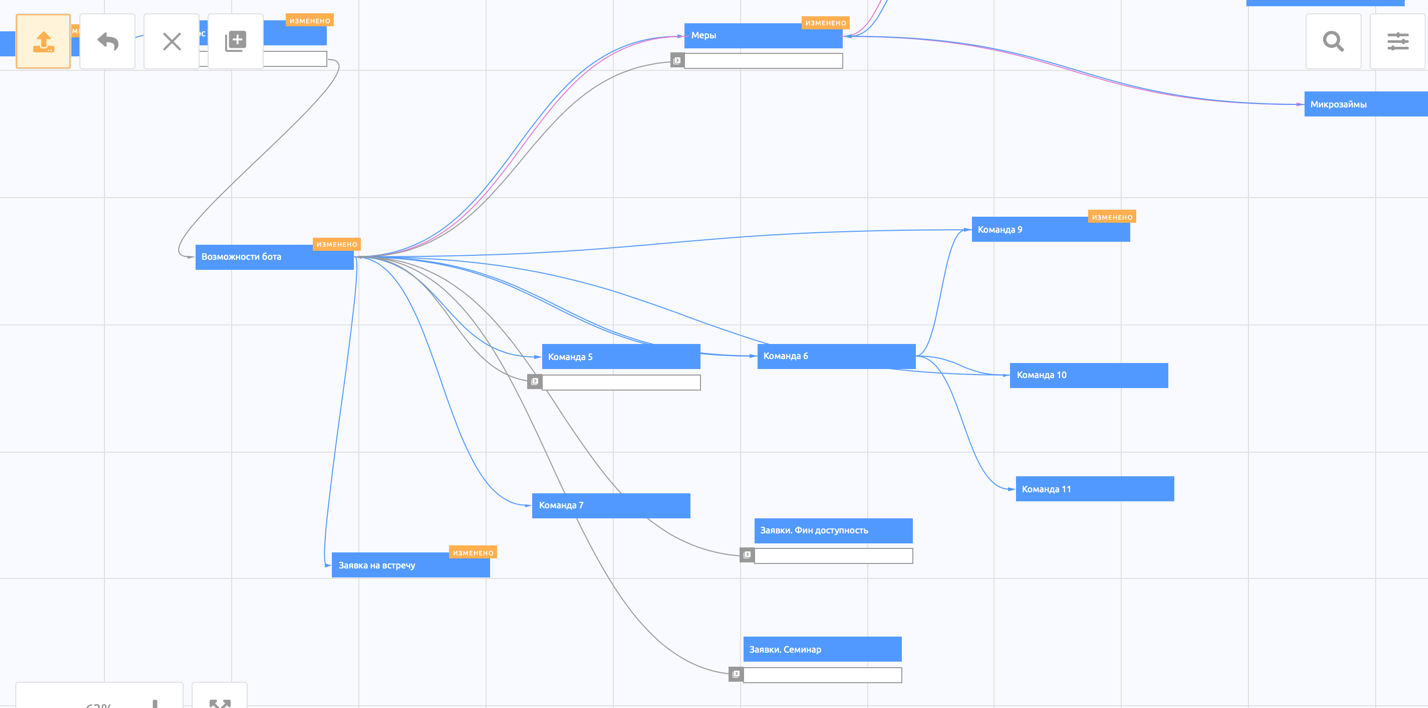 ИЗМЕНЕНО
ИЗМЕНЕНО
Меры
Микрозаймы
ИЗМЕНЕНО
Команда 9
ИЗМЕНЕНО
Возможности бота
Команда 5
Команда 6
Команда 10
Команда 11
Команда 7
Заявки. Фин доступность
ИЗМЕНЕНО
Заявка на встречу
Заявки. Семинар